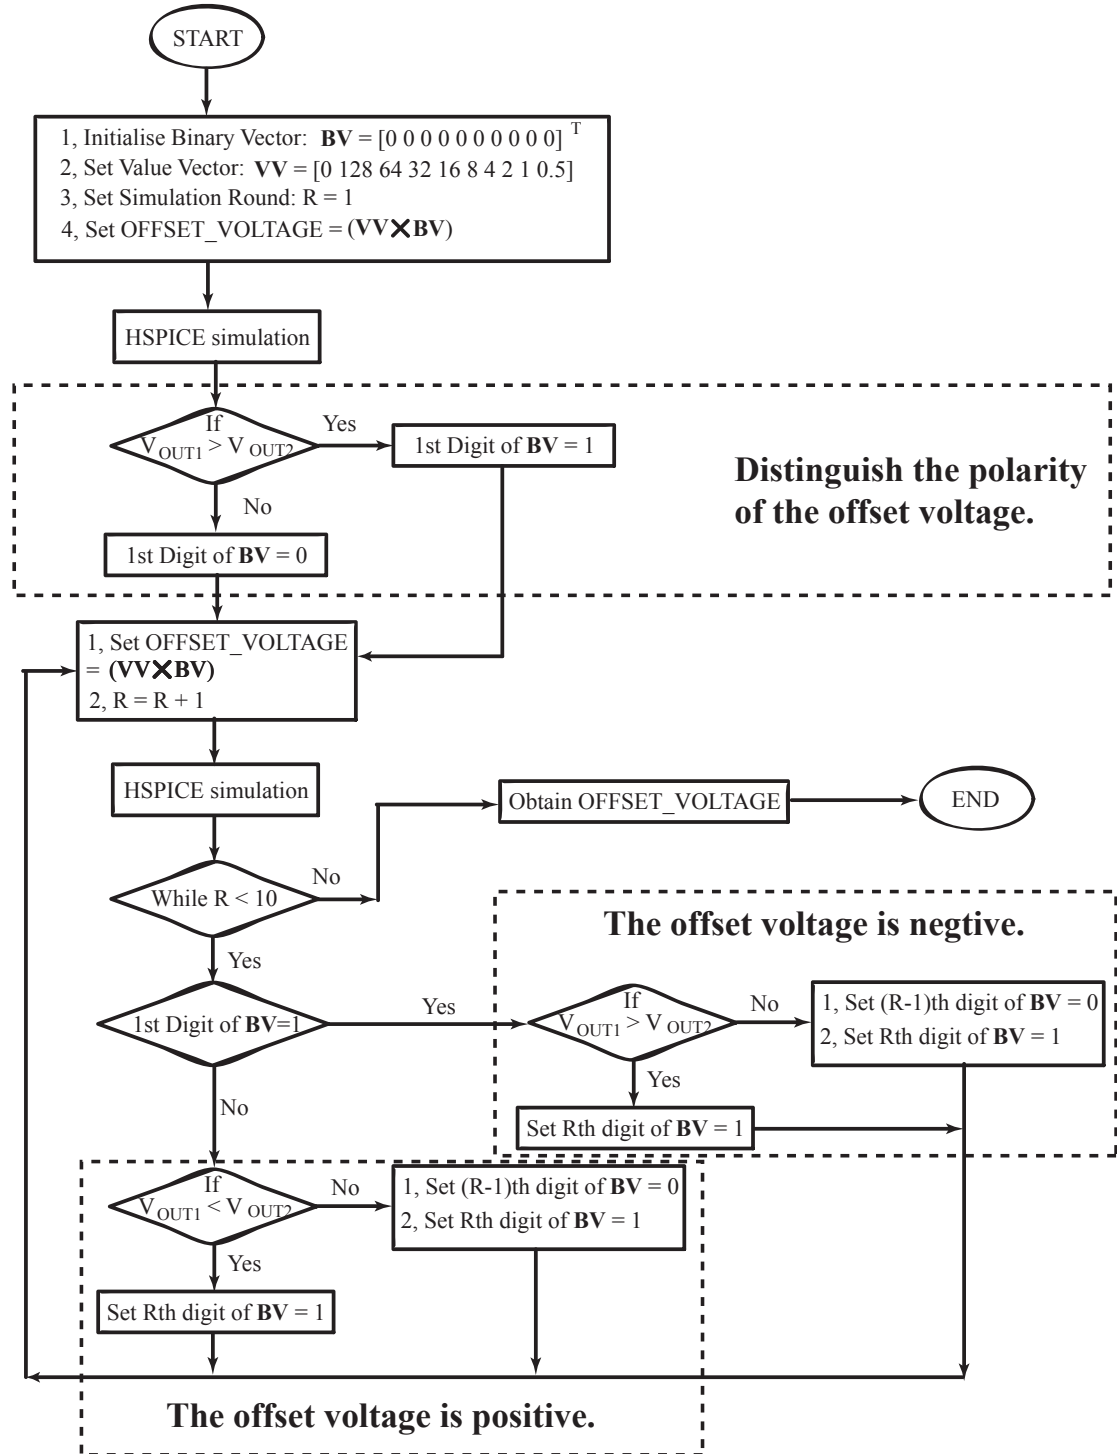 START
1, Initialise Binary Vector: BV = [0 0 0 0 0 0 0 0 0 0] T
2, Set Value Vector: VV = [0 128 64 32 16 8 4 2 1 0.5]
3, Set Simulation Round: R = 1
4, Set OFFSET_VOLTAGE = (VV×BV)
HSPICE simulation
If
VOUT1 > V OUT2
Yes
1st Digit of BV = 1
Distinguish the polarity
of the offset voltage.
No
1st Digit of BV = 0
1, Set OFFSET_VOLTAGE
= (VV×BV)
2, R = R + 1
HSPICE simulation
Obtain OFFSET_VOLTAGE
END
While R < 10
No
Yes
The offset voltage is negtive.
1st Digit of BV=1
Yes
If
VOUT1 > V OUT2
No
1, Set (R-1)th digit of BV = 0
2, Set Rth digit of BV = 1
Yes
Set Rth digit of BV = 1
No
If
VOUT1 < V OUT2
No
1, Set (R-1)th digit of BV = 0
2, Set Rth digit of BV = 1
Yes
Set Rth digit of BV = 1
The offset voltage is positive.